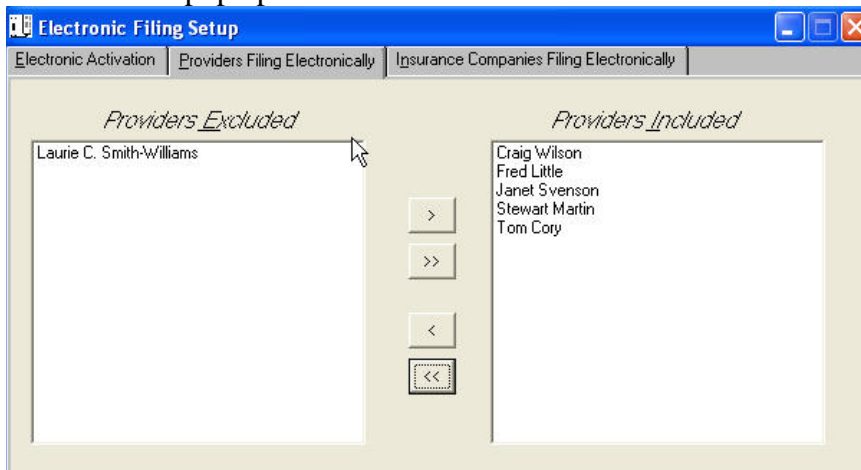 Electronic Filing Setup
Electronic Activation
Providers Filing Electronically
Insurance Companies Filing Electronically
Providers Excluded
Laurie C. Smith-Williams
Providers Included
Craig Wilson
Fred Little
Janet Svenson
Stewart Martin
Tom Cory
>
>>
<
<<